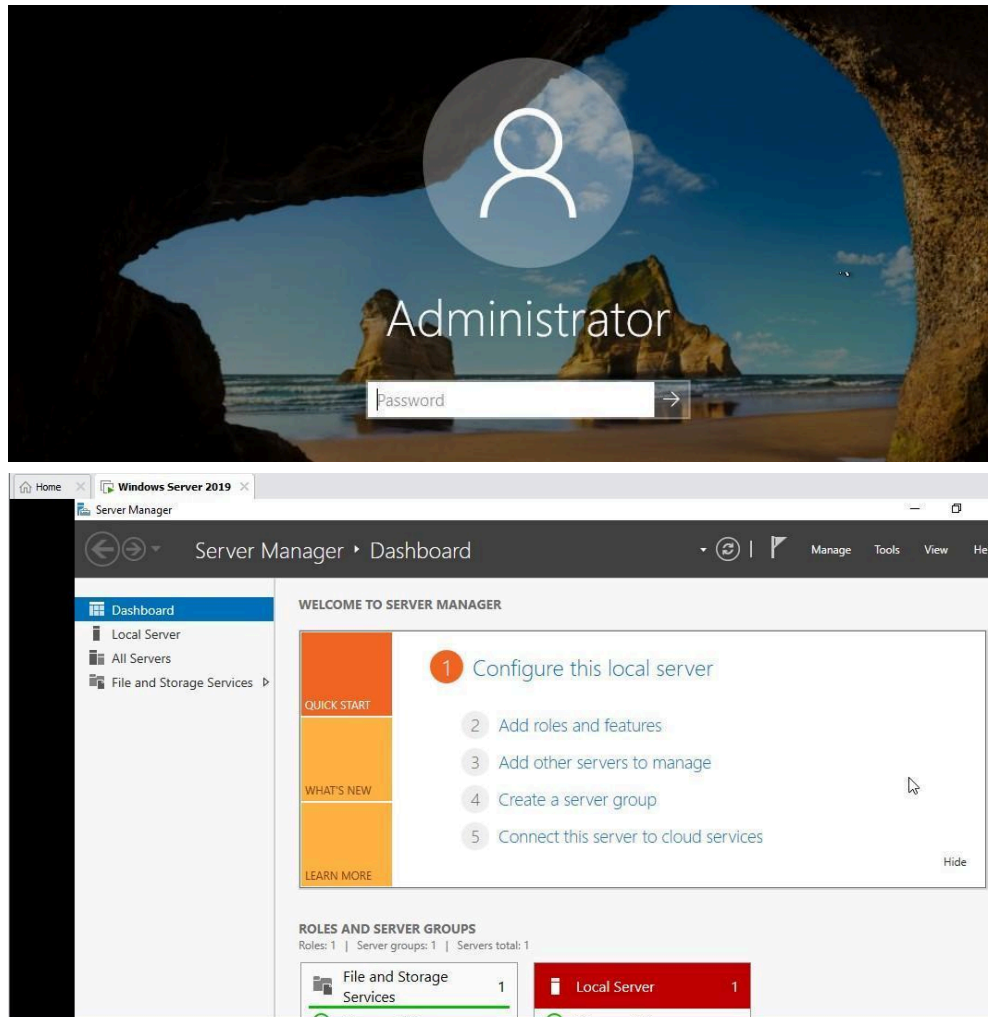 Administrator
Password
Home
Windows Server 2019
Server Manager
Server Manager • Dashboard
Manage Tools View He
Dashboard
Local Server
All Servers
File and Storage Services
WELCOME TO SERVER MANAGER
QUICK START
WHAT'S NEW
LEARN MORE
1 Configure this local server
2 Add roles and features
3 Add other servers to manage
4 Create a server group
5 Connect this server to cloud services
Hide
ROLES AND SERVER GROUPS
Roles: 1 | Server groups: 1 | Servers total: 1
File and Storage
Services
1
Local Server 1